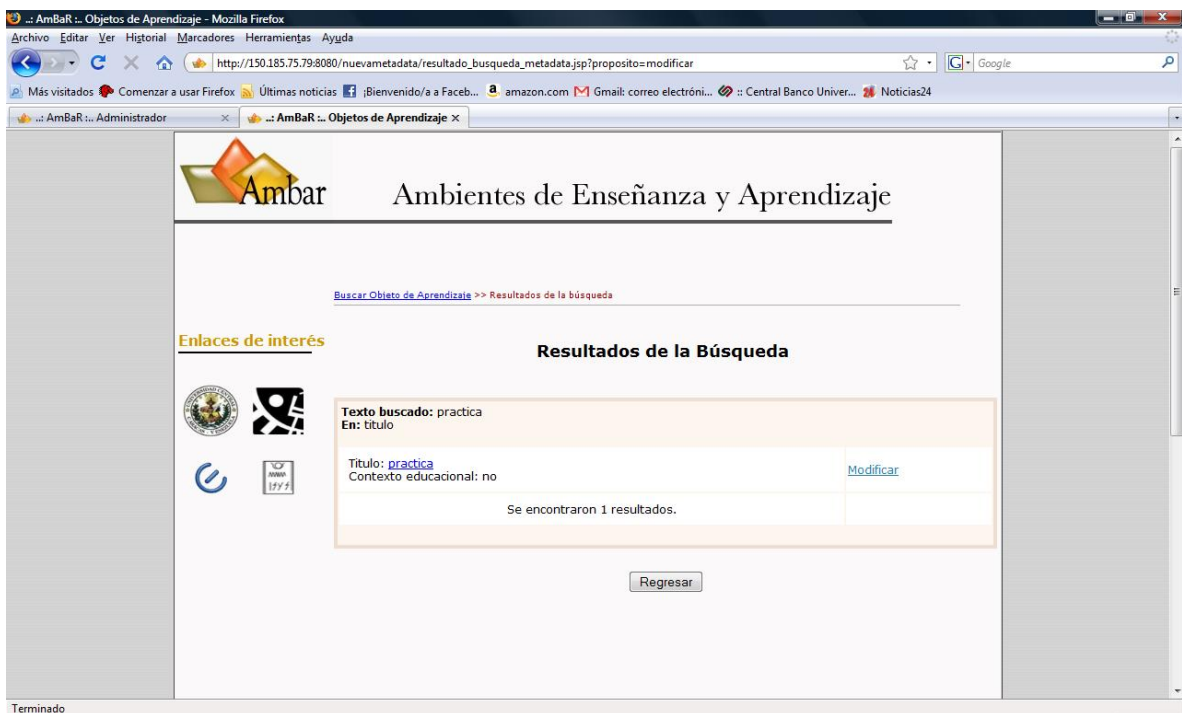 ..: AmBaR :.. Objetos de Aprendizaje - Mozilla Firefox
Archivo Editar Ver Historial Marcadores Herramientas Ayuda
http://150.185.75.79:8080/nuevametadata/resultado_busqueda_metadata.jsp?proposito=modificar
Google
Más visitados Comenzar a usar Firefox Últimas noticias ¡Bienvenido/a a Faceb... amazon.com Gmail: correo electróni... :: Central Banco Univer... Noticias24
..: AmBaR :.. Administrador
..: AmBaR :.. Objetos de Aprendizaje
Ambar
Ambientes de Enseñanza y Aprendizaje
Buscar Objeto de Aprendizaje >> Resultados de la búsqueda
Enlaces de interés
Resultados de la Búsqueda
Texto buscado: practica
En: titulo
Titulo: practica
Contexto educacional: no
Modificar
Se encontraron 1 resultados.
Regresar
Terminado